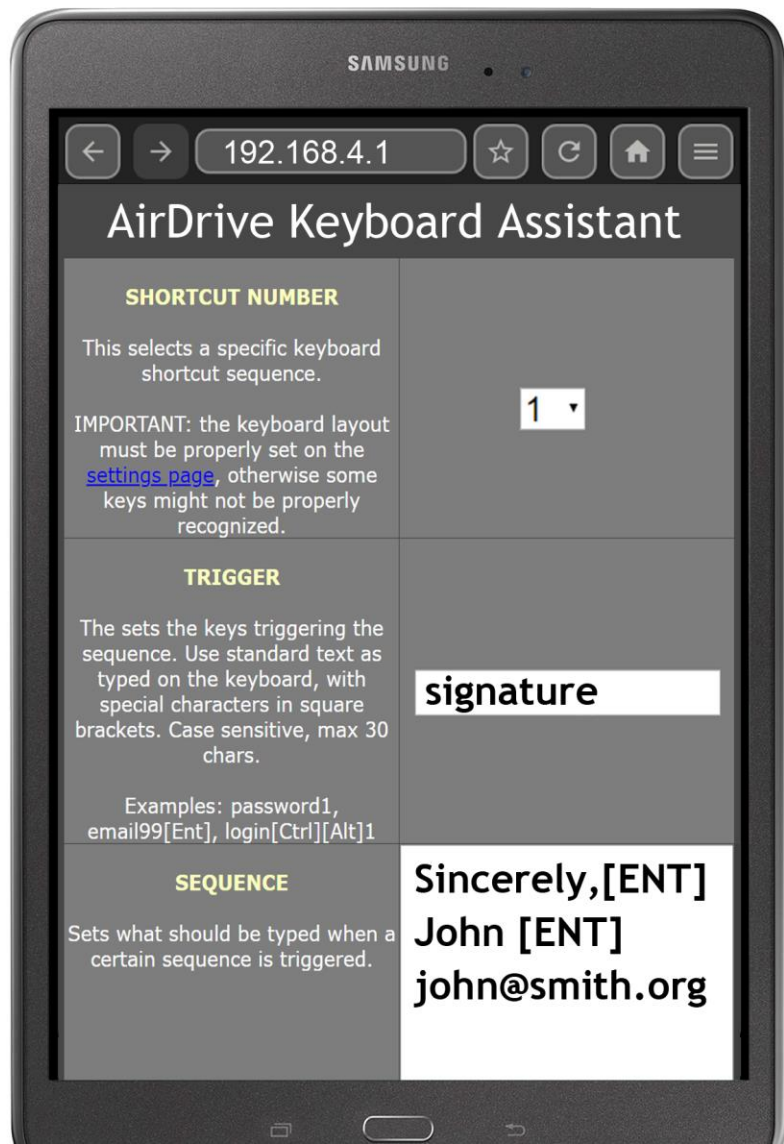 SAMSUNG
192.168.4.1
AirDrive Keyboard Assistant
SHORTCUT NUMBER
This selects a specific keyboard
shortcut sequence.
IMPORTANT: the keyboard layout
must be properly set on the
settings page, otherwise some
keys might not be properly
recognized.
1
TRIGGER
The sets the keys triggering the
sequence. Use standard text as
typed on the keyboard, with
special characters in square
brackets. Case sensitive, max 30
chars.
Examples: password1,
email99[Ent], login[Ctrl][Alt]1
signature
SEQUENCE
Sets what should be typed when a
certain sequence is triggered.
Sincerely,[ENT]
John [ENT]
john@smith.org